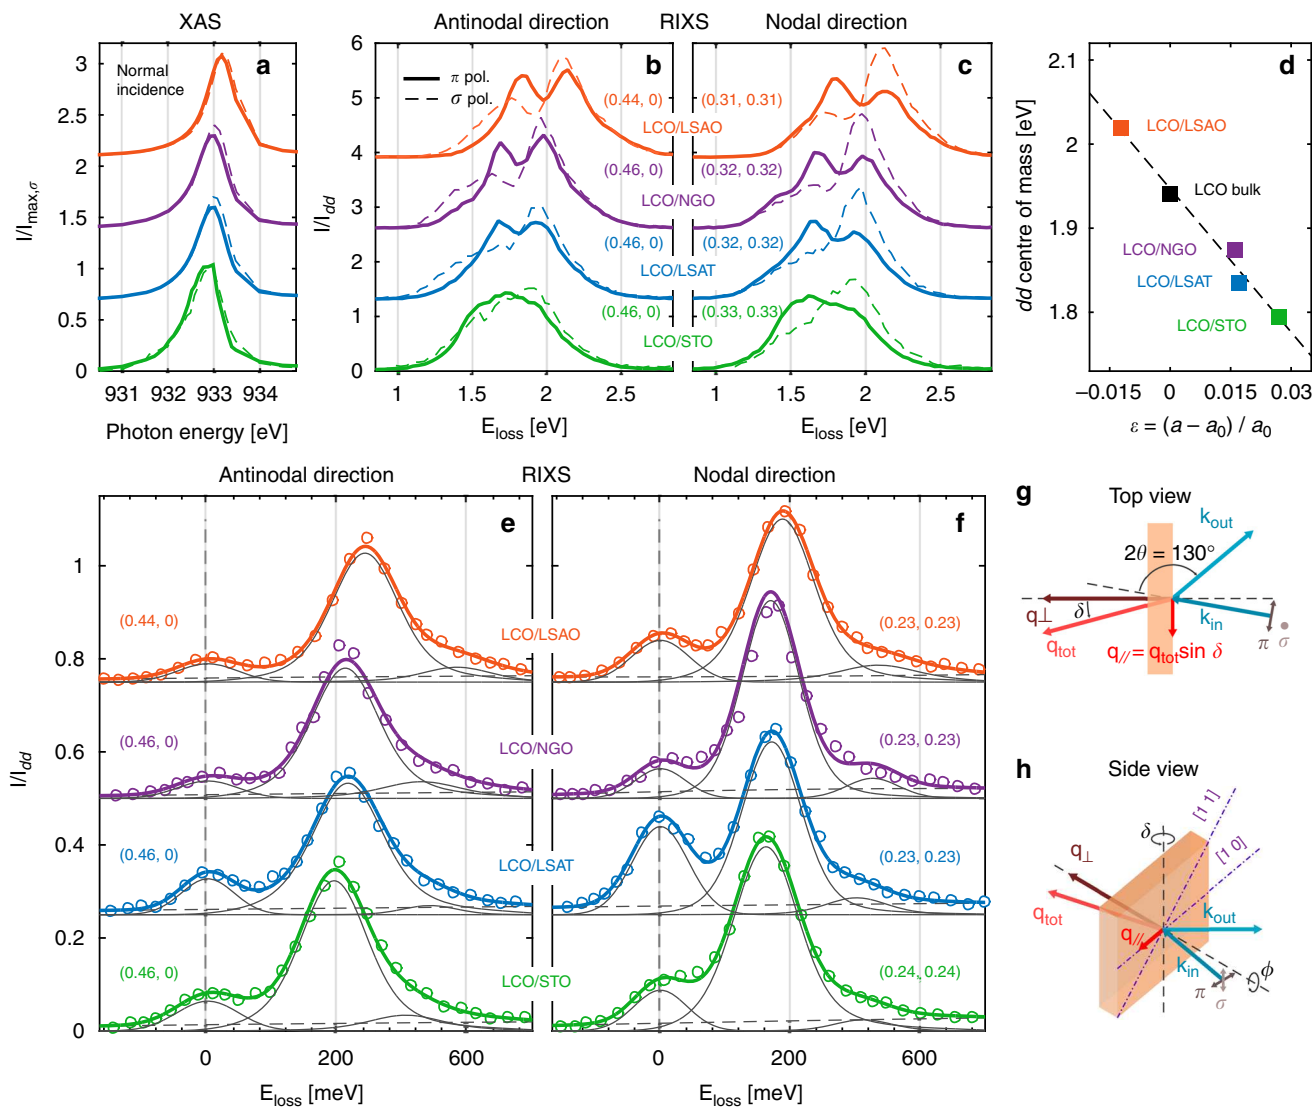 XAS
Antinodal direction
RIXS
Nodal direction
a
Normal
incidence
I/I_max,σ
3
2.5
2
1.5
1
0.5
0
931 932 933 934
Photon energy [eV]
b
π pol.
σ pol.
I/I_dd
6
5
4
3
2
1
0
(0.44, 0)
LCO/LSAO
(0.46, 0)
LCO/NGO
(0.46, 0)
LCO/LSAT
(0.46, 0)
LCO/STO
1 1.5 2 2.5
E_loss [eV]
c
(0.31, 0.31)
(0.32, 0.32)
(0.32, 0.32)
(0.33, 0.33)
1 1.5 2 2.5
E_loss [eV]
d
dd centre of mass [eV]
2.1
2
1.9
1.8
LCO/LSAO
LCO bulk
LCO/NGO
LCO/LSAT
LCO/STO
−0.015 0 0.015 0.03
ε = (a − a₀) / a₀
Antinodal direction
RIXS
Nodal direction
e
I/I_dd
1
0.8
0.6
0.4
0.2
0
(0.44, 0)
LCO/LSAO
(0.46, 0)
LCO/NGO
(0.46, 0)
LCO/LSAT
(0.46, 0)
LCO/STO
0 200 600
E_loss [meV]
f
(0.23, 0.23)
(0.23, 0.23)
(0.23, 0.23)
(0.24, 0.24)
0 200 600
E_loss [meV]
g
Top view
k_out
2θ = 130°
q⊥
δ
k_in
q_tot
π
σ
q_// = q_tot sin δ
h
Side view
[1 1]
δ
[1 0]
q⊥
q_tot
k_out
q_//
k_in
ϕ
π
σ